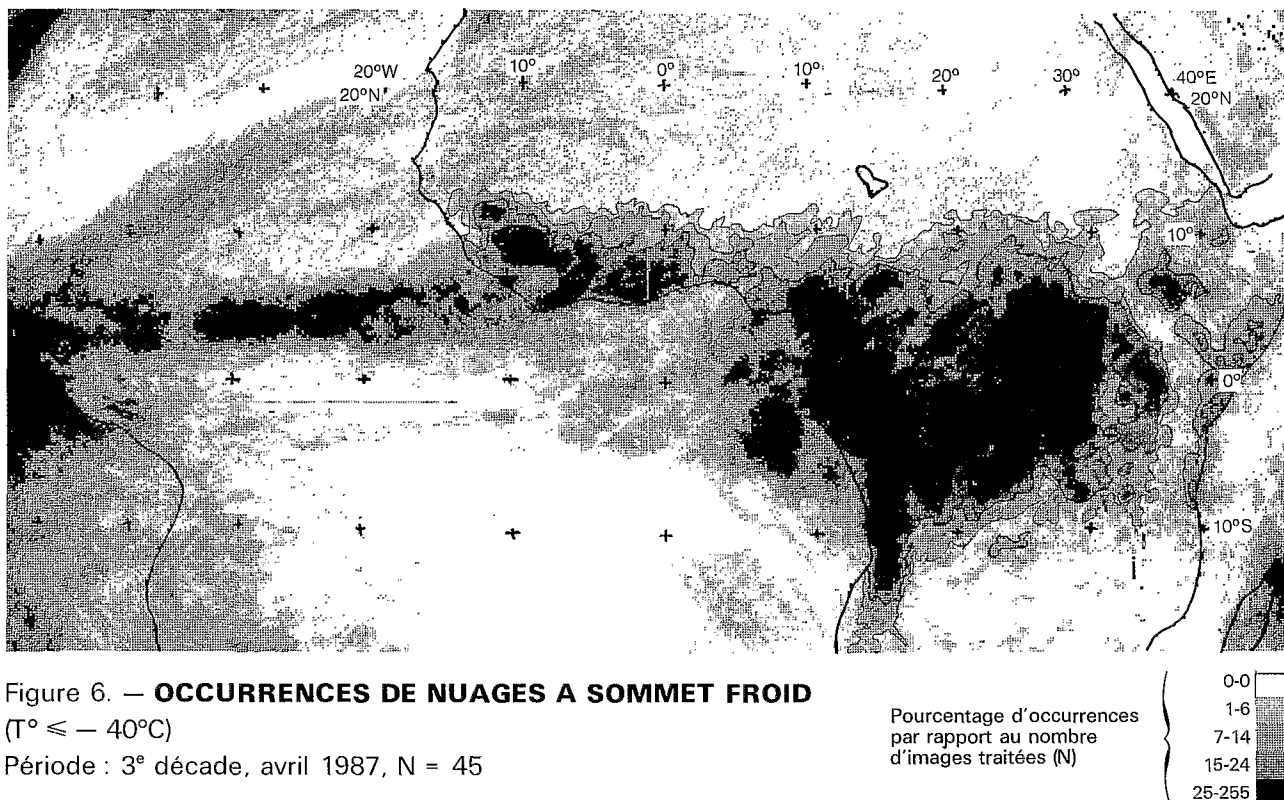 20°W
20°N
10°
0°
10°
20°
30°
40°E
20°N
10°
0°
10°S
Figure 6. — OCCURRENCES DE NUAGES A SOMMET FROID
(T° ⩽ — 40°C)
Période : 3e décade, avril 1987, N = 45
Pourcentage d'occurrences
par rapport au nombre
d'images traitées (N)
0-0
1-6
7-14
15-24
25-255